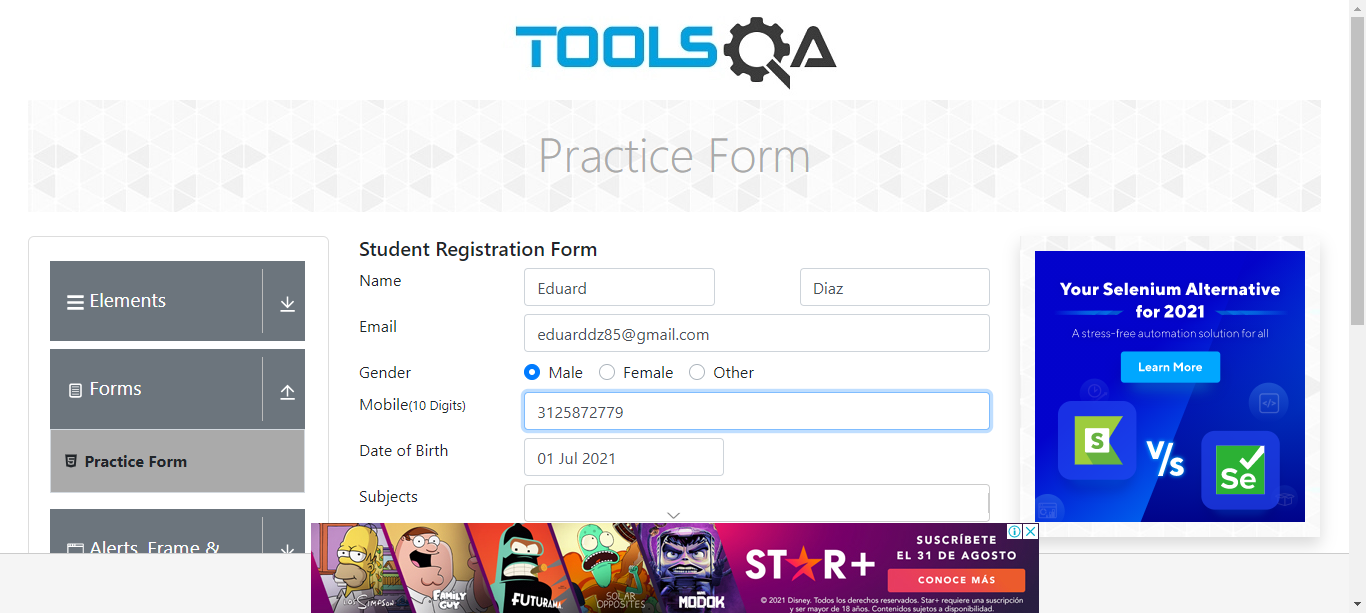 TOOLSQA
Practice Form
Elements
Forms
Practice Form
Alerts, Frame &
Student Registration Form
Name
Eduard
Diaz
Email
eduarddz85@gmail.com
Gender
Male
Female
Other
Mobile(10 Digits)
3125872779
Date of Birth
01 Jul 2021
Subjects
Your Selenium Alternative
for 2021
A stress-free automation solution for all
Learn More
S
V/s
Se
LOS SIMPSON
FAMILY
GUY
FUTURAMA
SOLAR
OPPOSITES
MARVEL
MODOK
STAR+
SUSCRÍBETE
EL 31 DE AGOSTO
CONOCE MÁS
© 2021 Disney. Todos los derechos reservados. Star+ requiere una suscripción
y ser mayor de 18 años. Contenidos sujetos a disponibilidad.